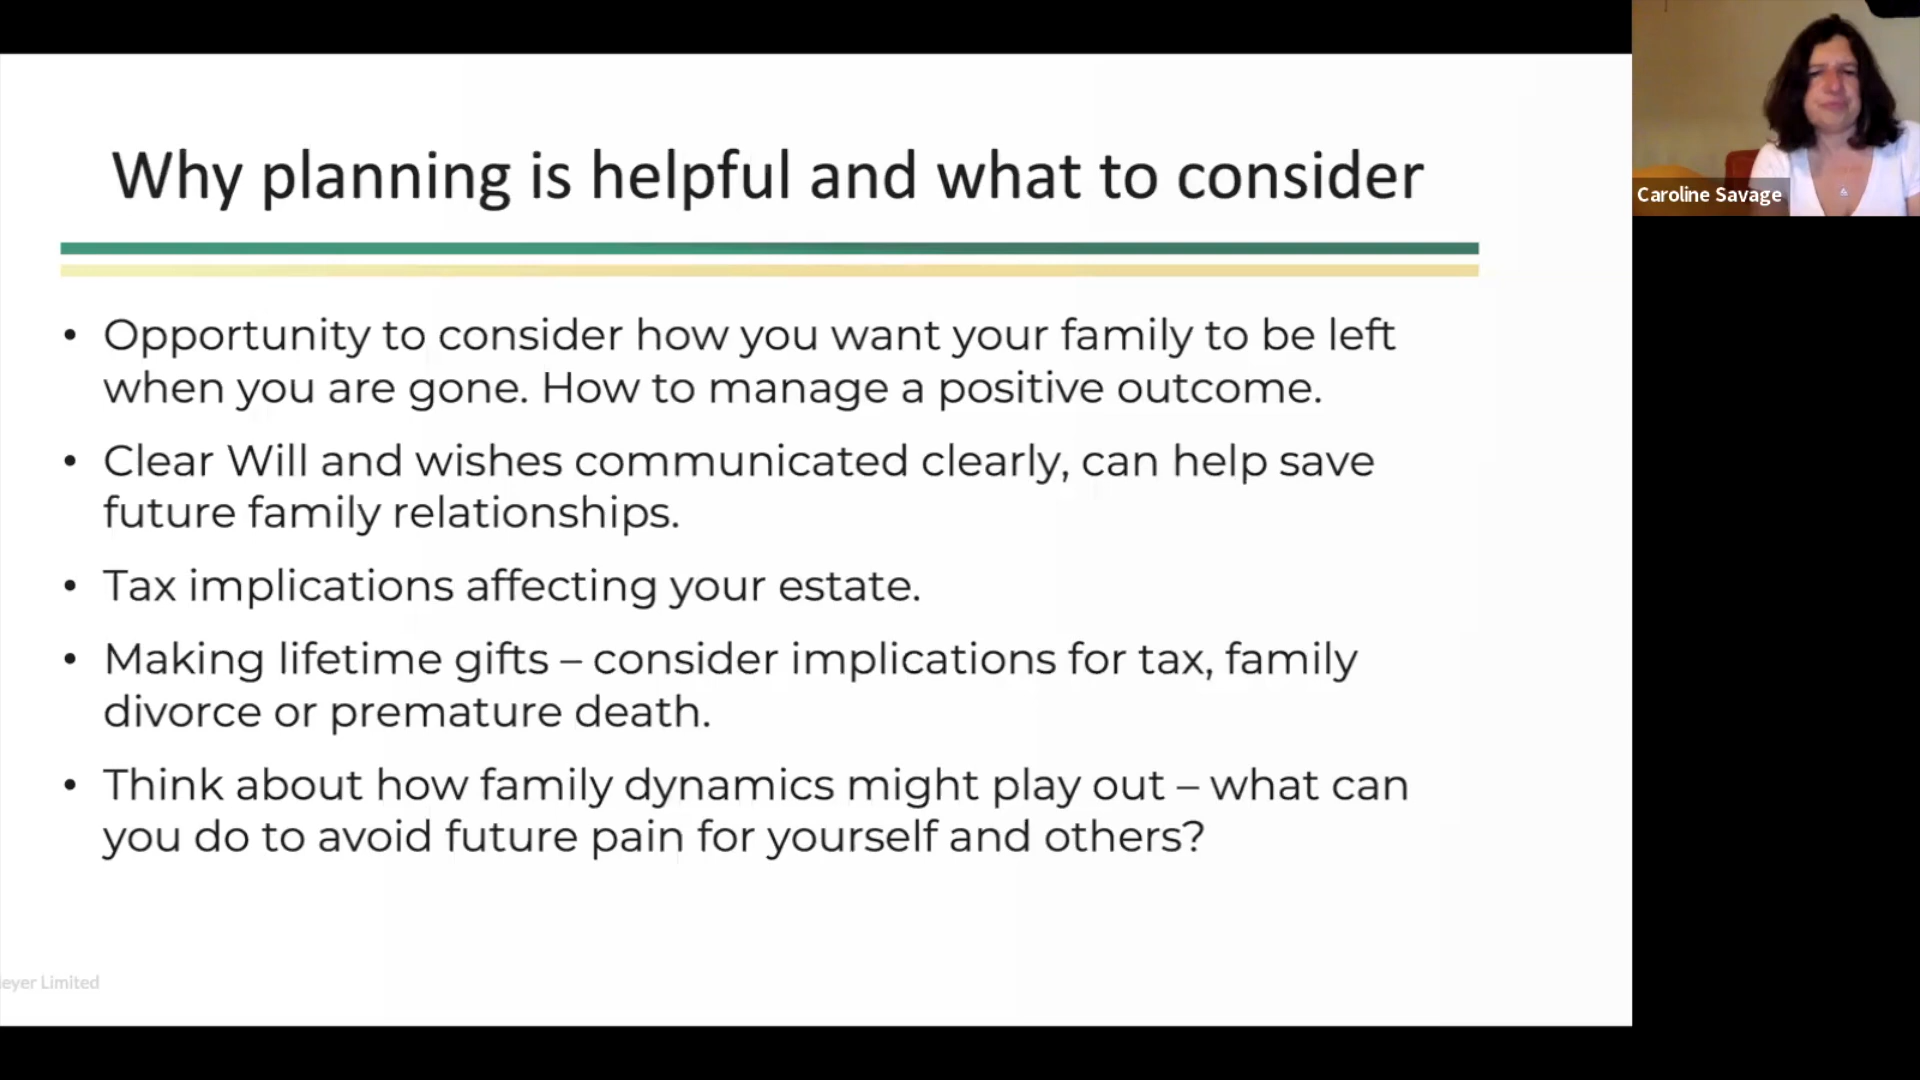 Why planning is helpful and what to consider
Caroline Savage
• Opportunity to consider how you want your family to be left
when you are gone. How to manage a positive outcome.
• Clear Will and wishes communicated clearly, can help save
future family relationships.
• Tax implications affecting your estate.
• Making lifetime gifts – consider implications for tax, family
divorce or premature death.
• Think about how family dynamics might play out – what can
you do to avoid future pain for yourself and others?
eyer Limited